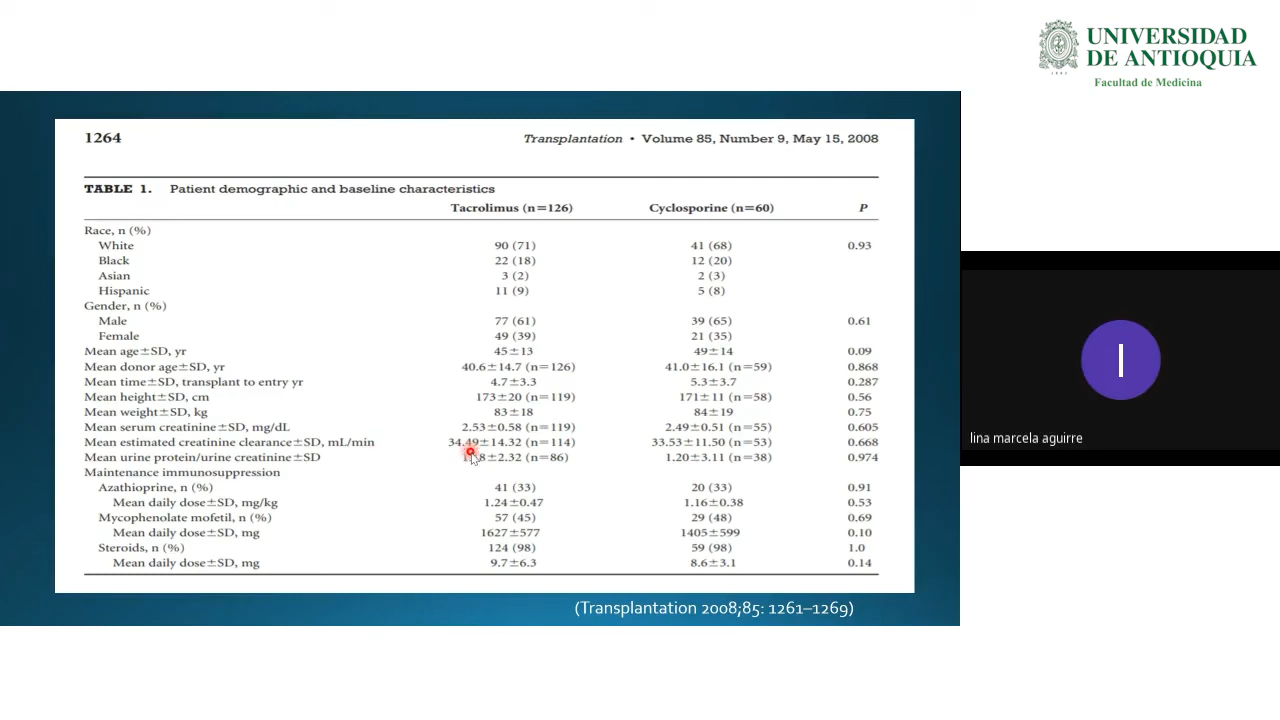 UNIVERSIDAD
DE ANTIOQUIA
Facultad de Medicina
1264 Transplantation • Volume 85, Number 9, May 15, 2008
TABLE 1. Patient demographic and baseline characteristics
Tacrolimus (n=126) Cyclosporine (n=60) P
Race, n (%)
White 90 (71) 41 (68) 0.93
Black 22 (18) 12 (20)
Asian 3 (2) 2 (3)
Hispanic 11 (9) 5 (8)
Gender, n (%)
Male 77 (61) 39 (65) 0.61
Female 49 (39) 21 (35)
Mean age±SD, yr 45±13 49±14 0.09
Mean donor age±SD, yr 40.6±14.7 (n=126) 41.0±16.1 (n=59) 0.868
Mean time±SD, transplant to entry yr 4.7±3.3 5.3±3.7 0.287
Mean height±SD, cm 173±20 (n=119) 171±11 (n=58) 0.56
Mean weight±SD, kg 83±18 84±19 0.75
Mean serum creatinine±SD, mg/dL 2.53±0.58 (n=119) 2.49±0.51 (n=55) 0.605
Mean estimated creatinine clearance±SD, mL/min 34.49±14.32 (n=114) 33.53±11.50 (n=53) 0.668
Mean urine protein/urine creatinine±SD (n=86) 1.20±3.11 (n=38) 0.974
Maintenance immunosuppression
Azathioprine, n (%) 41 (33) 20 (33) 0.91
Mean daily dose±SD, mg/kg 1.24±0.47 1.16±0.38 0.53
Mycophenolate mofetil, n (%) 57 (45) 29 (48) 0.69
Mean daily dose±SD, mg 1627±577 1405±599 0.10
Steroids, n (%) 124 (98) 59 (98) 1.0
Mean daily dose±SD, mg 9.7±6.3 8.6±3.1 0.14
(Transplantation 2008;85: 1261–1269)
l
lina marcela aguirre